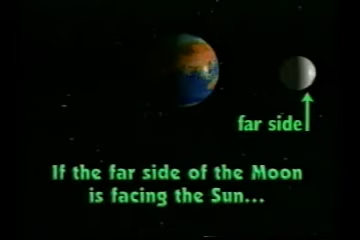 far side
If the far side of the Moon
is facing the Sun...